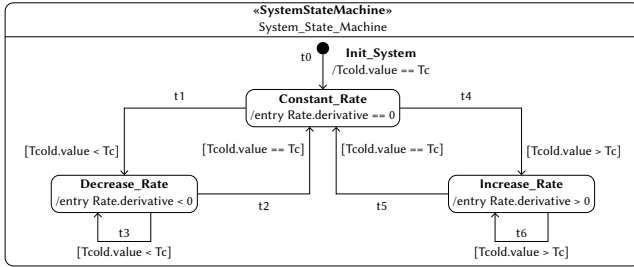 «SystemStateMachine»
System_State_Machine
t0
Init_System
/Tcold.value == Tc
t1
Constant_Rate
t4
/entry Rate.derivative == 0
[Tcold.value < Tc]
[Tcold.value == Tc]
[Tcold.value == Tc]
[Tcold.value > Tc]
Decrease_Rate
Increase_Rate
/entry Rate.derivative < 0
/entry Rate.derivative > 0
t2
t5
t3
t6
[Tcold.value < Tc]
[Tcold.value > Tc]